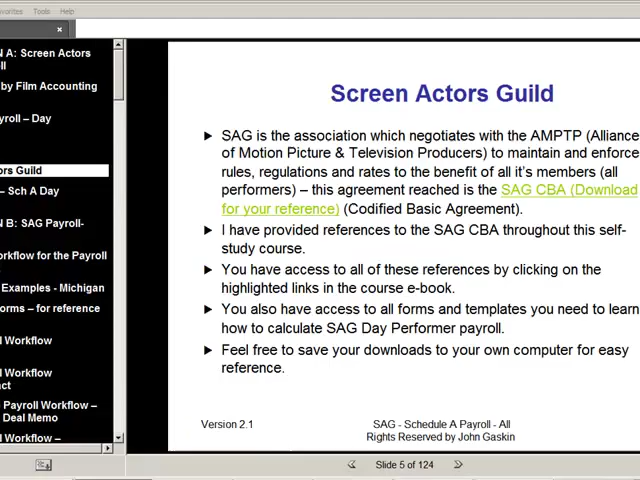 avorites Tools Help
×
N A: Screen Actors
ll
by Film Accounting
yroll – Day
ors Guild
– Sch A Day
N B: SAG Payroll-
orkflow for the Payroll
Examples - Michigan
orms – for reference
l Workflow
l Workflow
act
Payroll Workflow –
Deal Memo
l Workflow –
Screen Actors Guild
SAG is the association which negotiates with the AMPTP (Alliance
of Motion Picture & Television Producers) to maintain and enforce
rules, regulations and rates to the benefit of all it's members (all
performers) – this agreement reached is the SAG CBA (Download
for your reference) (Codified Basic Agreement).
I have provided references to the SAG CBA throughout this self-
study course.
You have access to all of these references by clicking on the
highlighted links in the course e-book.
You also have access to all forms and templates you need to learn
how to calculate SAG Day Performer payroll.
Feel free to save your downloads to your own computer for easy
reference.
Version 2.1
SAG - Schedule A Payroll - All
Rights Reserved by John Gaskin
Slide 5 of 124